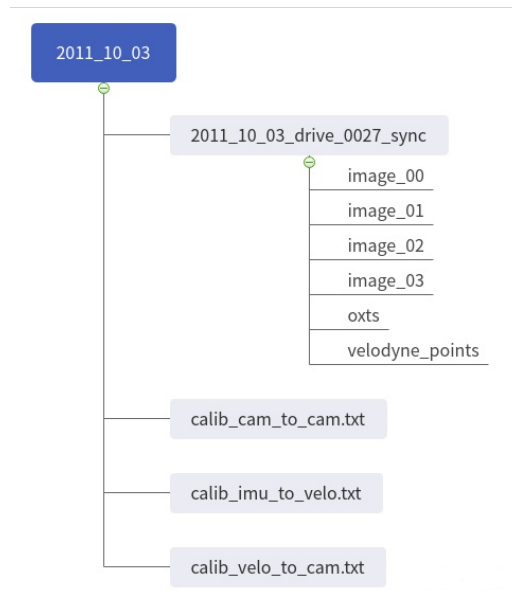 2011_10_03
2011_10_03_drive_0027_sync
image_00
image_01
image_02
image_03
oxts
velodyne_points
calib_cam_to_cam.txt
calib_imu_to_velo.txt
calib_velo_to_cam.txt